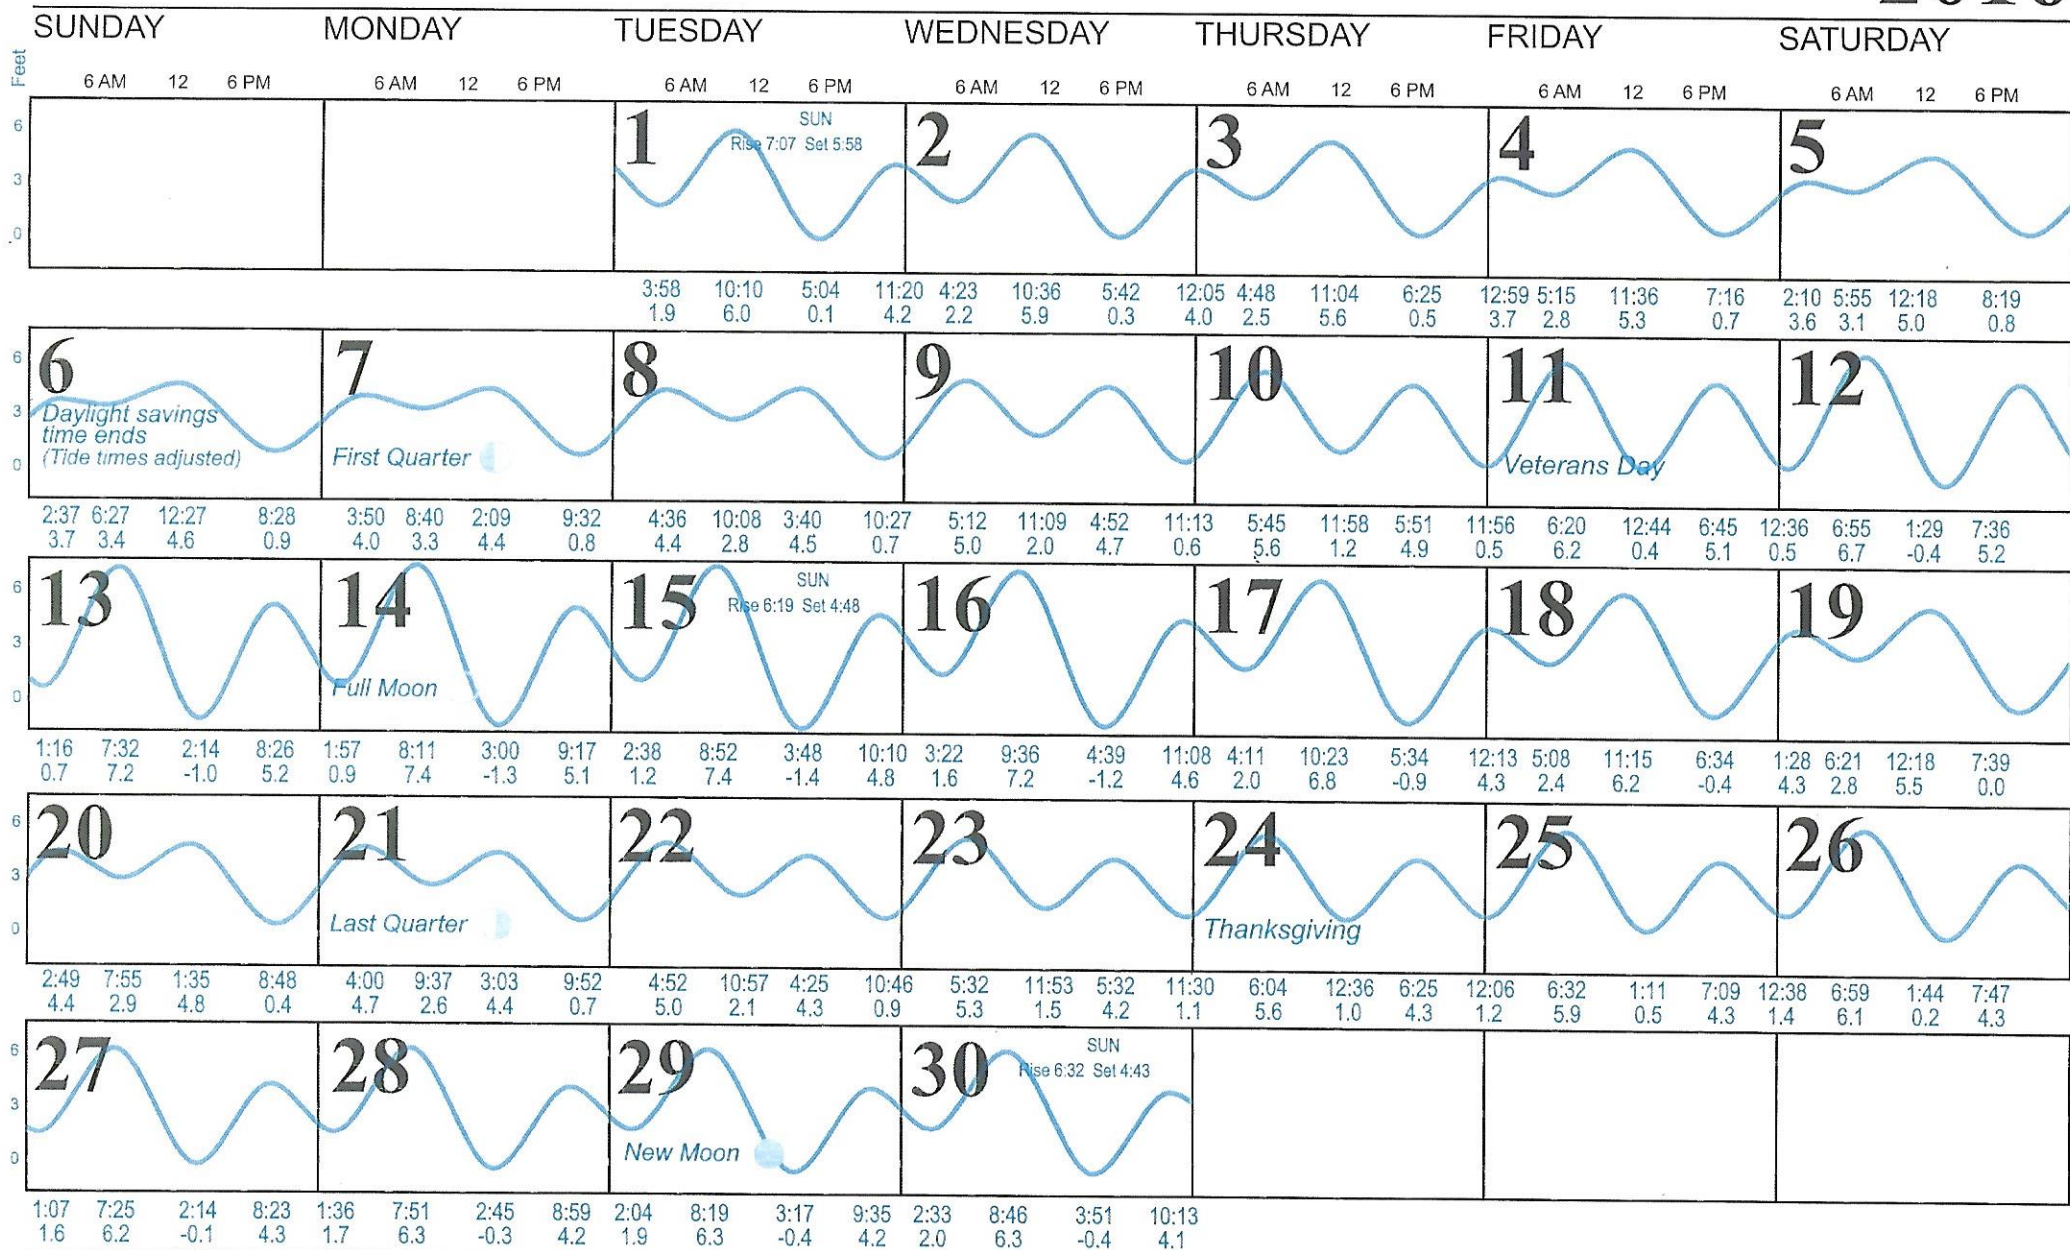 SUNDAY MONDAY TUESDAY WEDNESDAY THURSDAY FRIDAY SATURDAY
Feet
6 AM 12 6 PM 6 AM 12 6 PM 6 AM 12 6 PM 6 AM 12 6 PM 6 AM 12 6 PM 6 AM 12 6 PM 6 AM 12 6 PM
6
3
0
1 SUN 2 3 4 5
Rise 7:07 Set 5:58
3:58 10:10 5:04 11:20 4:23 10:36 5:42 12:05 4:48 11:04 6:25 12:59 5:15 11:36 7:16 2:10 5:55 12:18 8:19
1.9 6.0 0.1 4.2 2.2 5.9 0.3 4.0 2.5 5.6 0.5 3.7 2.8 5.3 0.7 3.6 3.1 5.0 0.8
6
3
0
6 7 8 9 10 11 12
Daylight savings
time ends
(Tide times adjusted)
First Quarter
Veterans Day
2:37 6:27 12:27 8:28 3:50 8:40 2:09 9:32 4:36 10:08 3:40 10:27 5:12 11:09 4:52 11:13 5:45 11:58 5:51 11:56 6:20 12:44 6:45 12:36 6:55 1:29 7:36
3.7 3.4 4.6 0.9 4.0 3.3 4.4 0.8 4.4 2.8 4.5 0.7 5.0 2.0 4.7 0.6 5.6 1.2 4.9 0.5 6.2 0.4 5.1 0.5 6.7 -0.4 5.2
6
3
0
13 14 15 SUN 16 17 18 19
Rise 6:19 Set 4:48
Full Moon
1:16 7:32 2:14 8:26 1:57 8:11 3:00 9:17 2:38 8:52 3:48 10:10 3:22 9:36 4:39 11:08 4:11 10:23 5:34 12:13 5:08 11:15 6:34 1:28 6:21 12:18 7:39
0.7 7.2 -1.0 5.2 0.9 7.4 -1.3 5.1 1.2 7.4 -1.4 4.8 1.6 7.2 -1.2 4.6 2.0 6.8 -0.9 4.3 2.4 6.2 -0.4 4.3 2.8 5.5 0.0
6
3
0
20 21 22 23 24 25 26
Last Quarter
Thanksgiving
2:49 7:55 1:35 8:48 4:00 9:37 3:03 9:52 4:52 10:57 4:25 10:46 5:32 11:53 5:32 11:30 6:04 12:36 6:25 12:06 6:32 1:11 7:09 12:38 6:59 1:44 7:47
4.4 2.9 4.8 0.4 4.7 2.6 4.4 0.7 5.0 2.1 4.3 0.9 5.3 1.5 4.2 1.1 5.6 1.0 4.3 1.2 5.9 0.5 4.3 1.4 6.1 0.2 4.3
6
3
0
27 28 29 30 SUN
Rise 6:32 Set 4:43
New Moon
1:07 7:25 2:14 8:23 1:36 7:51 2:45 8:59 2:04 8:19 3:17 9:35 2:33 8:46 3:51 10:13
1.6 6.2 -0.1 4.3 1.7 6.3 -0.3 4.2 1.9 6.3 -0.4 4.2 2.0 6.3 -0.4 4.1